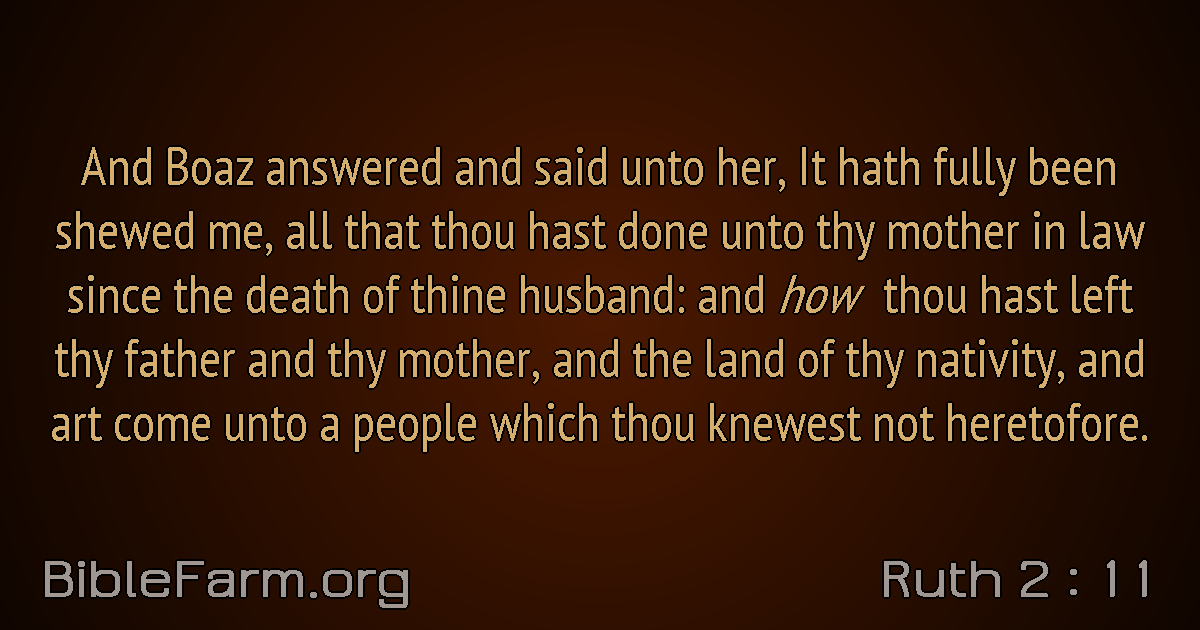 And Boaz answered and said unto her, It hath fully been
shewed me, all that thou hast done unto thy mother in law
since the death of thine husband: and how thou hast left
thy father and thy mother, and the land of thy nativity, and
art come unto a people which thou knewest not heretofore.
BibleFarm.org
Ruth 2 : 11